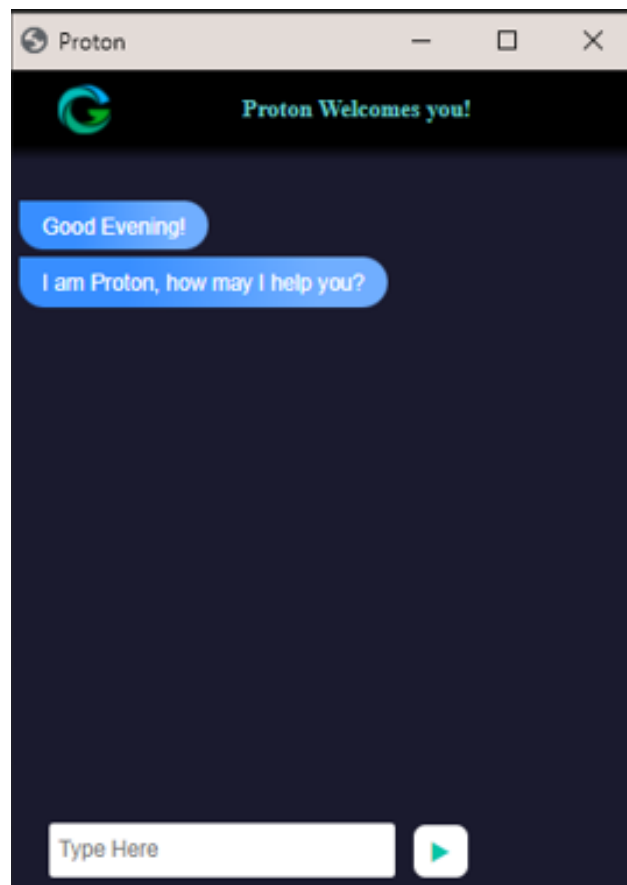 Proton
Proton Welcomes you!
Good Evening!
I am Proton, how may I help you?
Type Here